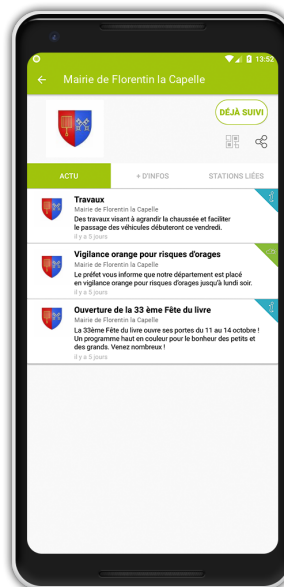 13:52
Mairie de Florentin la Capelle
DÉJÀ SUIVI
ACTU
+ D'INFOS
STATIONS LIÉES
Travaux
Mairie de Florentin la Capelle
Des travaux visant à agrandir la chaussée et faciliter
le passage des véhicules débuteront ce vendredi.
il y a 5 jours
Vigilance orange pour risques d'orages
Mairie de Florentin la Capelle
Le préfet vous informe que notre département est placé
en vigilance orange pour risques d'orages jusqu'à lundi soir.
il y a 5 jours
Ouverture de la 33 ème Fête du livre
Mairie de Florentin la Capelle
La 33ème Fête du livre ouvre ses portes du 11 au 14 octobre !
Un programme haut en couleur pour le bonheur des petits et
des grands. Venez nombreux !
il y a 5 jours